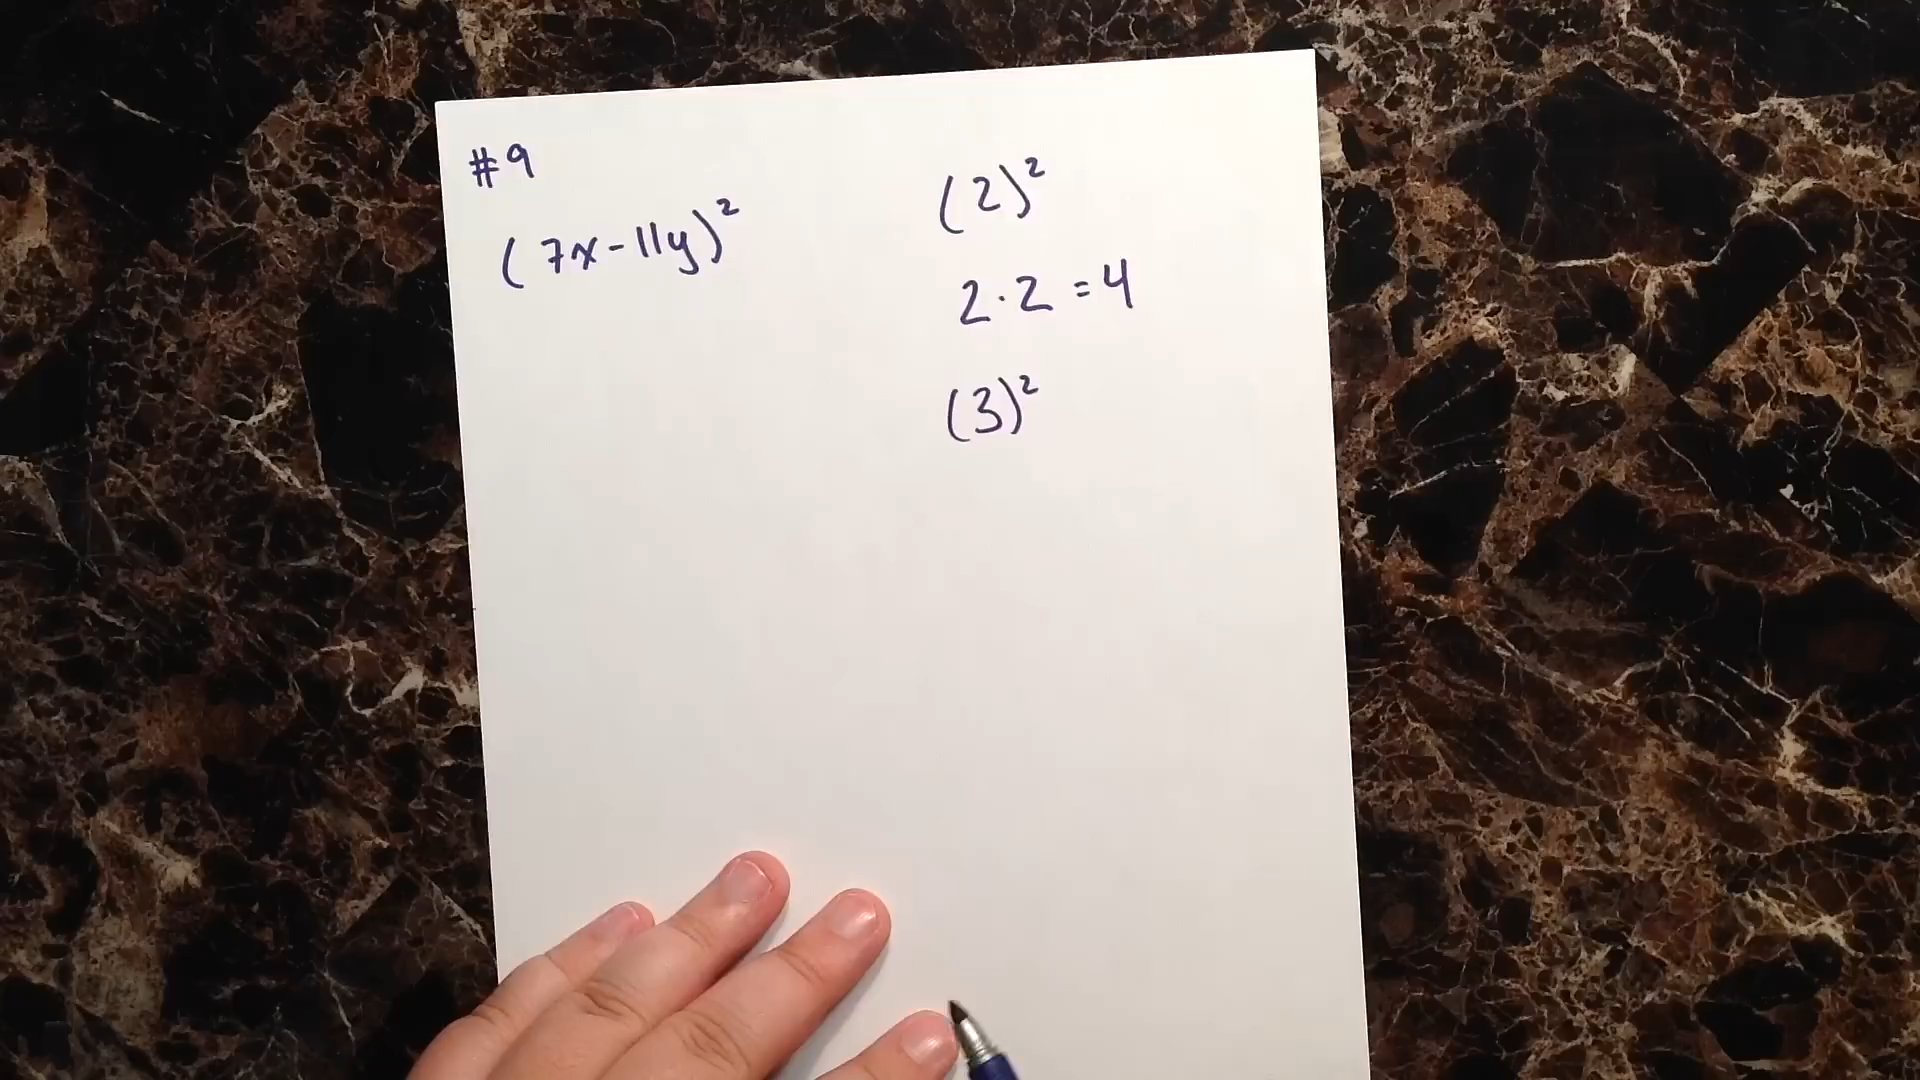 #9
(7x-11y)²
(2)²
2·2=4
(3)²